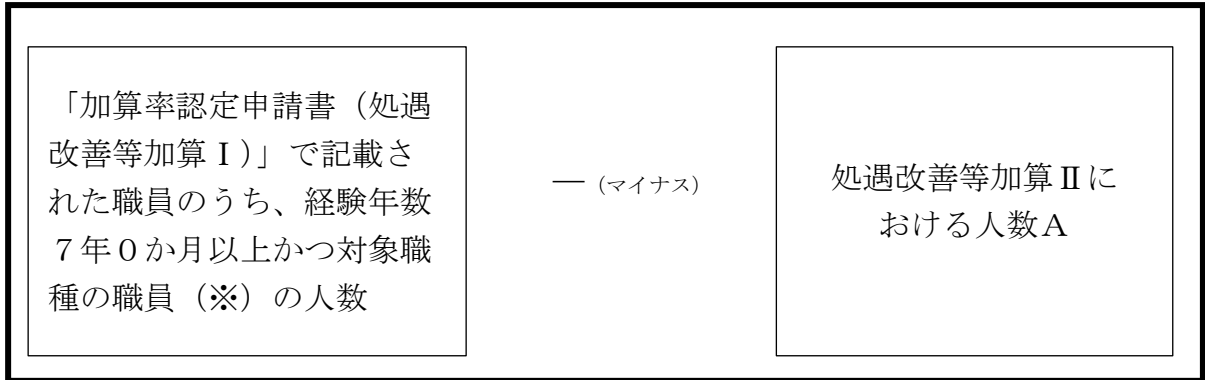 「加算率認定申請書（処遇
改善等加算Ⅰ）」で記載さ
れた職員のうち、経験年数
７年０か月以上かつ対象職
種の職員（※）の人数
―（マイナス）
処遇改善等加算Ⅱに
おける人数Ａ